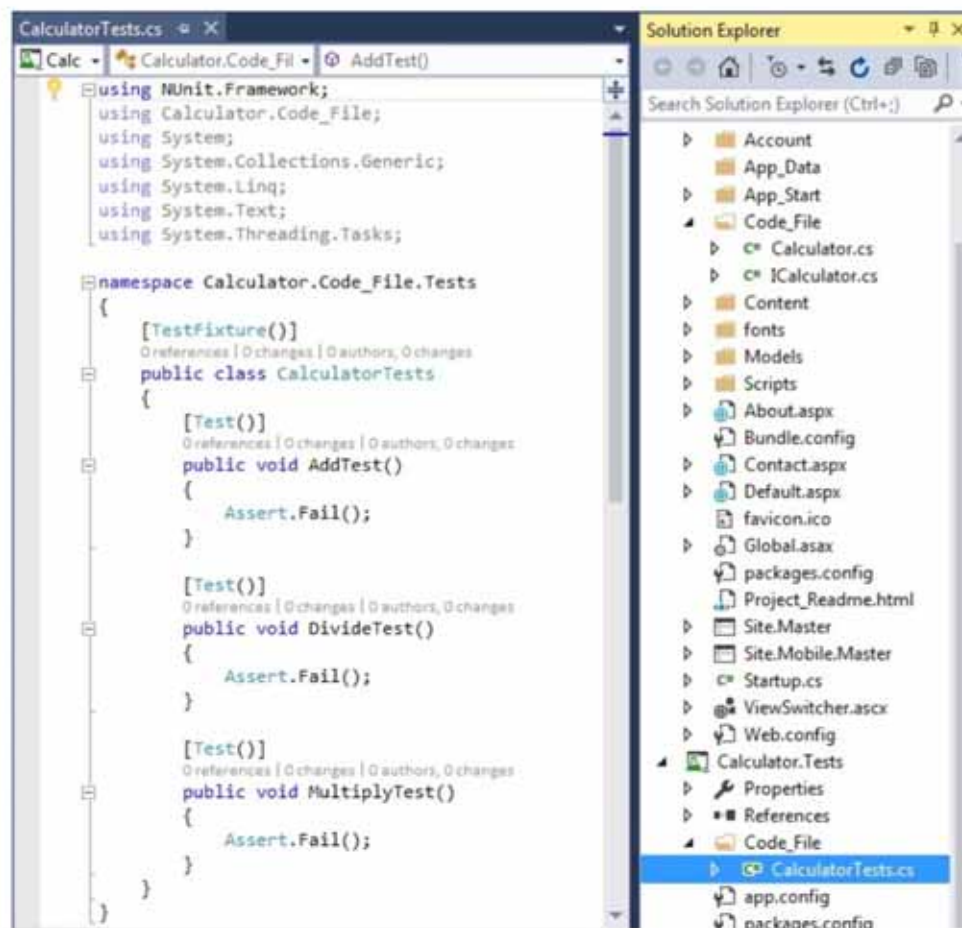 CalculatorTests.cs
Calc
Calculator.Code_Fil
AddTest()
using NUnit.Framework;
using Calculator.Code_File;
using System;
using System.Collections.Generic;
using System.Linq;
using System.Text;
using System.Threading.Tasks;
namespace Calculator.Code_File.Tests
{
[TestFixture()]
0 references | 0 changes | 0 authors, 0 changes
public class CalculatorTests
{
[Test()]
0 references | 0 changes | 0 authors, 0 changes
public void AddTest()
{
Assert.Fail();
}
[Test()]
0 references | 0 changes | 0 authors, 0 changes
public void DivideTest()
{
Assert.Fail();
}
[Test()]
0 references | 0 changes | 0 authors, 0 changes
public void MultiplyTest()
{
Assert.Fail();
}
}
}
Solution Explorer
Search Solution Explorer (Ctrl+;)
Account
App_Data
App_Start
Code_File
C# Calculator.cs
C# ICalculator.cs
Content
fonts
Models
Scripts
About.aspx
Bundle.config
Contact.aspx
Default.aspx
favicon.ico
Global.asax
packages.config
Project_Readme.html
Site.Master
Site.Mobile.Master
C# Startup.cs
ViewSwitcher.ascx
Web.config
Calculator.Tests
Properties
References
Code_File
C# CalculatorTests.cs
app.config
packages.config